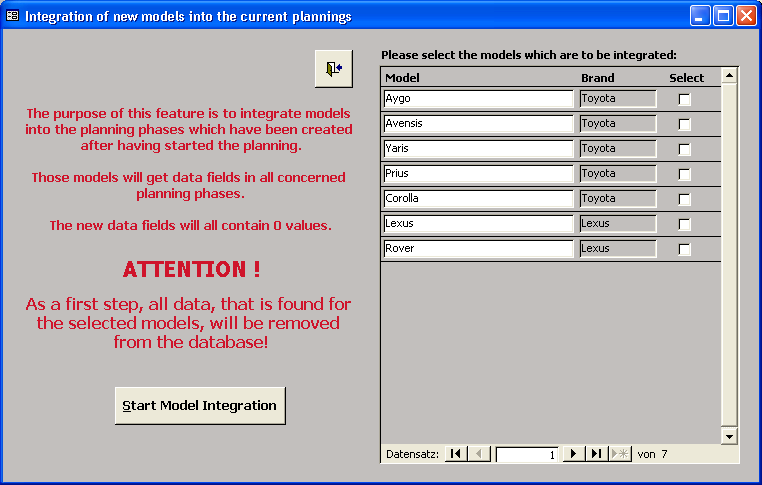 Integration of new models into the current plannings
The purpose of this feature is to integrate models
into the planning phases which have been created
after having started the planning.
Those models will get data fields in all concerned
planning phases.
The new data fields will all contain 0 values.
ATTENTION !
As a first step, all data, that is found for
the selected models, will be removed
from the database!
Start Model Integration
Please select the models which are to be integrated:
Model Brand Select
Aygo Toyota
Avensis Toyota
Yaris Toyota
Prius Toyota
Corolla Toyota
Lexus Lexus
Rover Lexus
Datensatz: 1 von 7